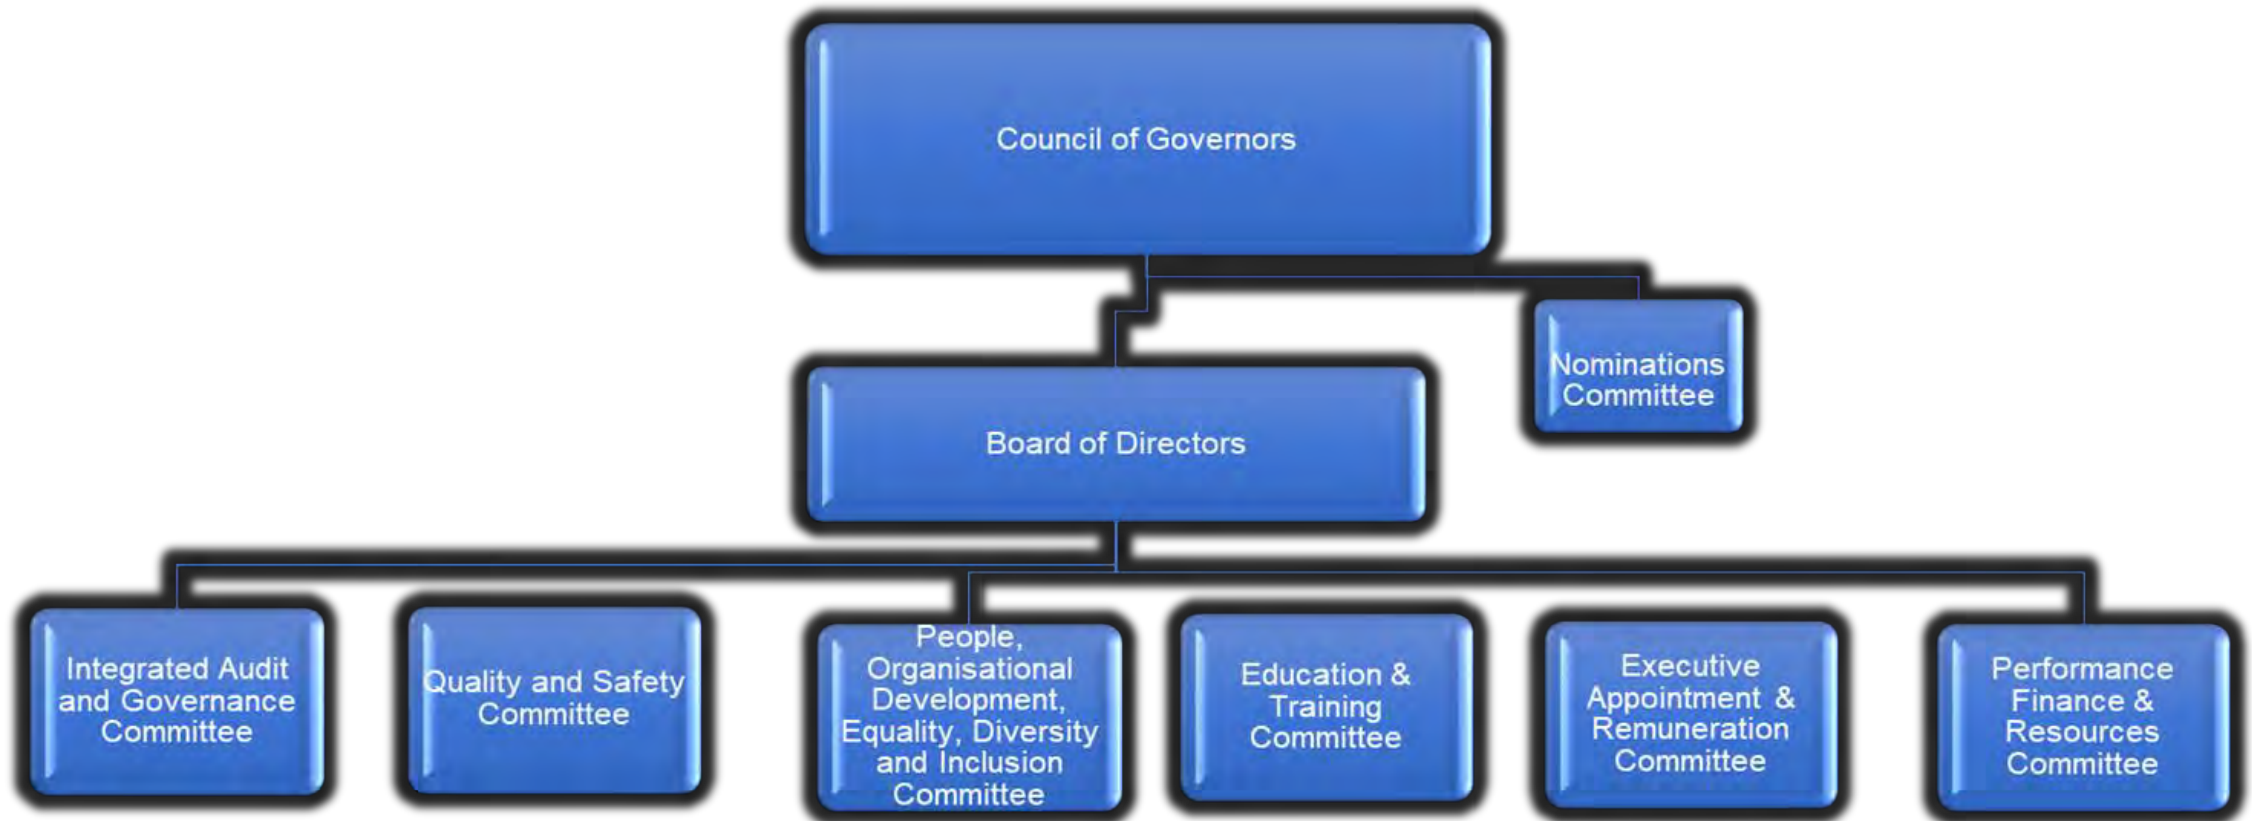 Council of Governors
Nominations
Committee
Board of Directors
Integrated Audit
and Governance
Committee
Quality and Safety
Committee
People,
Organisational
Development,
Equality, Diversity
and Inclusion
Committee
Education &
Training
Committee
Executive
Appointment &
Remuneration
Committee
Performance
Finance &
Resources
Committee